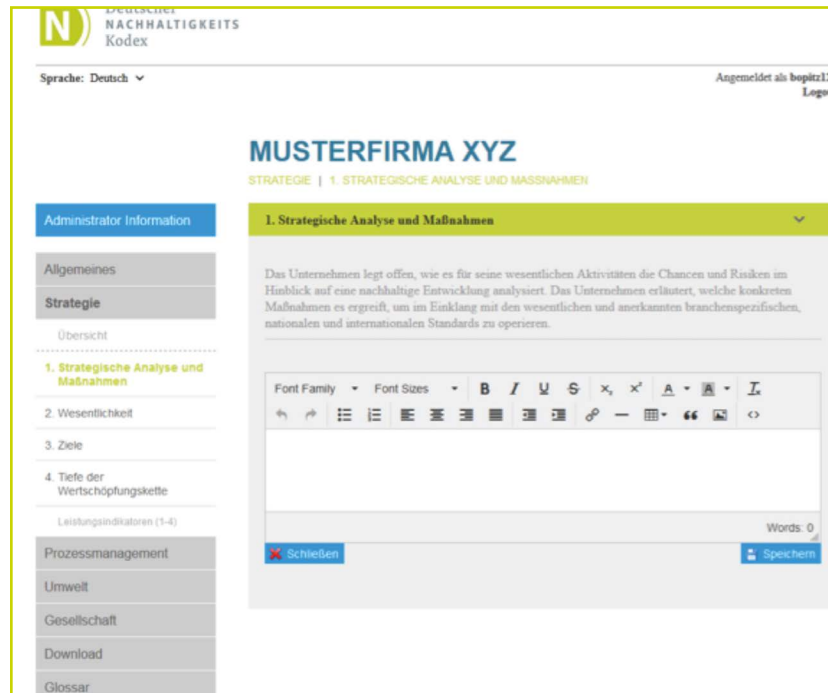 Deutscher
NACHHALTIGKEITS
Kodex
Sprache: Deutsch
Angemeldet als bopitz12
Logo
MUSTERFIRMA XYZ
STRATEGIE | 1. STRATEGISCHE ANALYSE UND MASSNAHMEN
Administrator Information
Allgemeines
Strategie
Übersicht
1. Strategische Analyse und
Maßnahmen
2. Wesentlichkeit
3. Ziele
4. Tiefe der
Wertschöpfungskette
Leistungsindikatoren (1-4)
Prozessmanagement
Umwelt
Gesellschaft
Download
Glossar
1. Strategische Analyse und Maßnahmen
Das Unternehmen legt offen, wie es für seine wesentlichen Aktivitäten die Chancen und Risiken im
Hinblick auf eine nachhaltige Entwicklung analysiert. Das Unternehmen erläutert, welche konkreten
Maßnahmen es ergreift, um im Einklang mit den wesentlichen und anerkannten branchenspezifischen,
nationalen und internationalen Standards zu operieren.
Font Family Font Sizes B I U S x₂ x² A A Tx
Words: 0
Schließen
Speichern